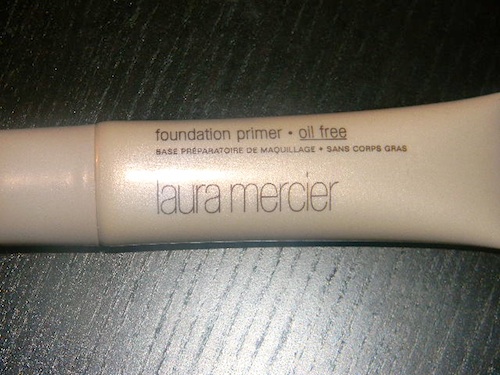 foundation primer • oil free
BASE PRÉPARATOIRE DE MAQUILLAGE • SANS CORPS GRAS
laura mercier